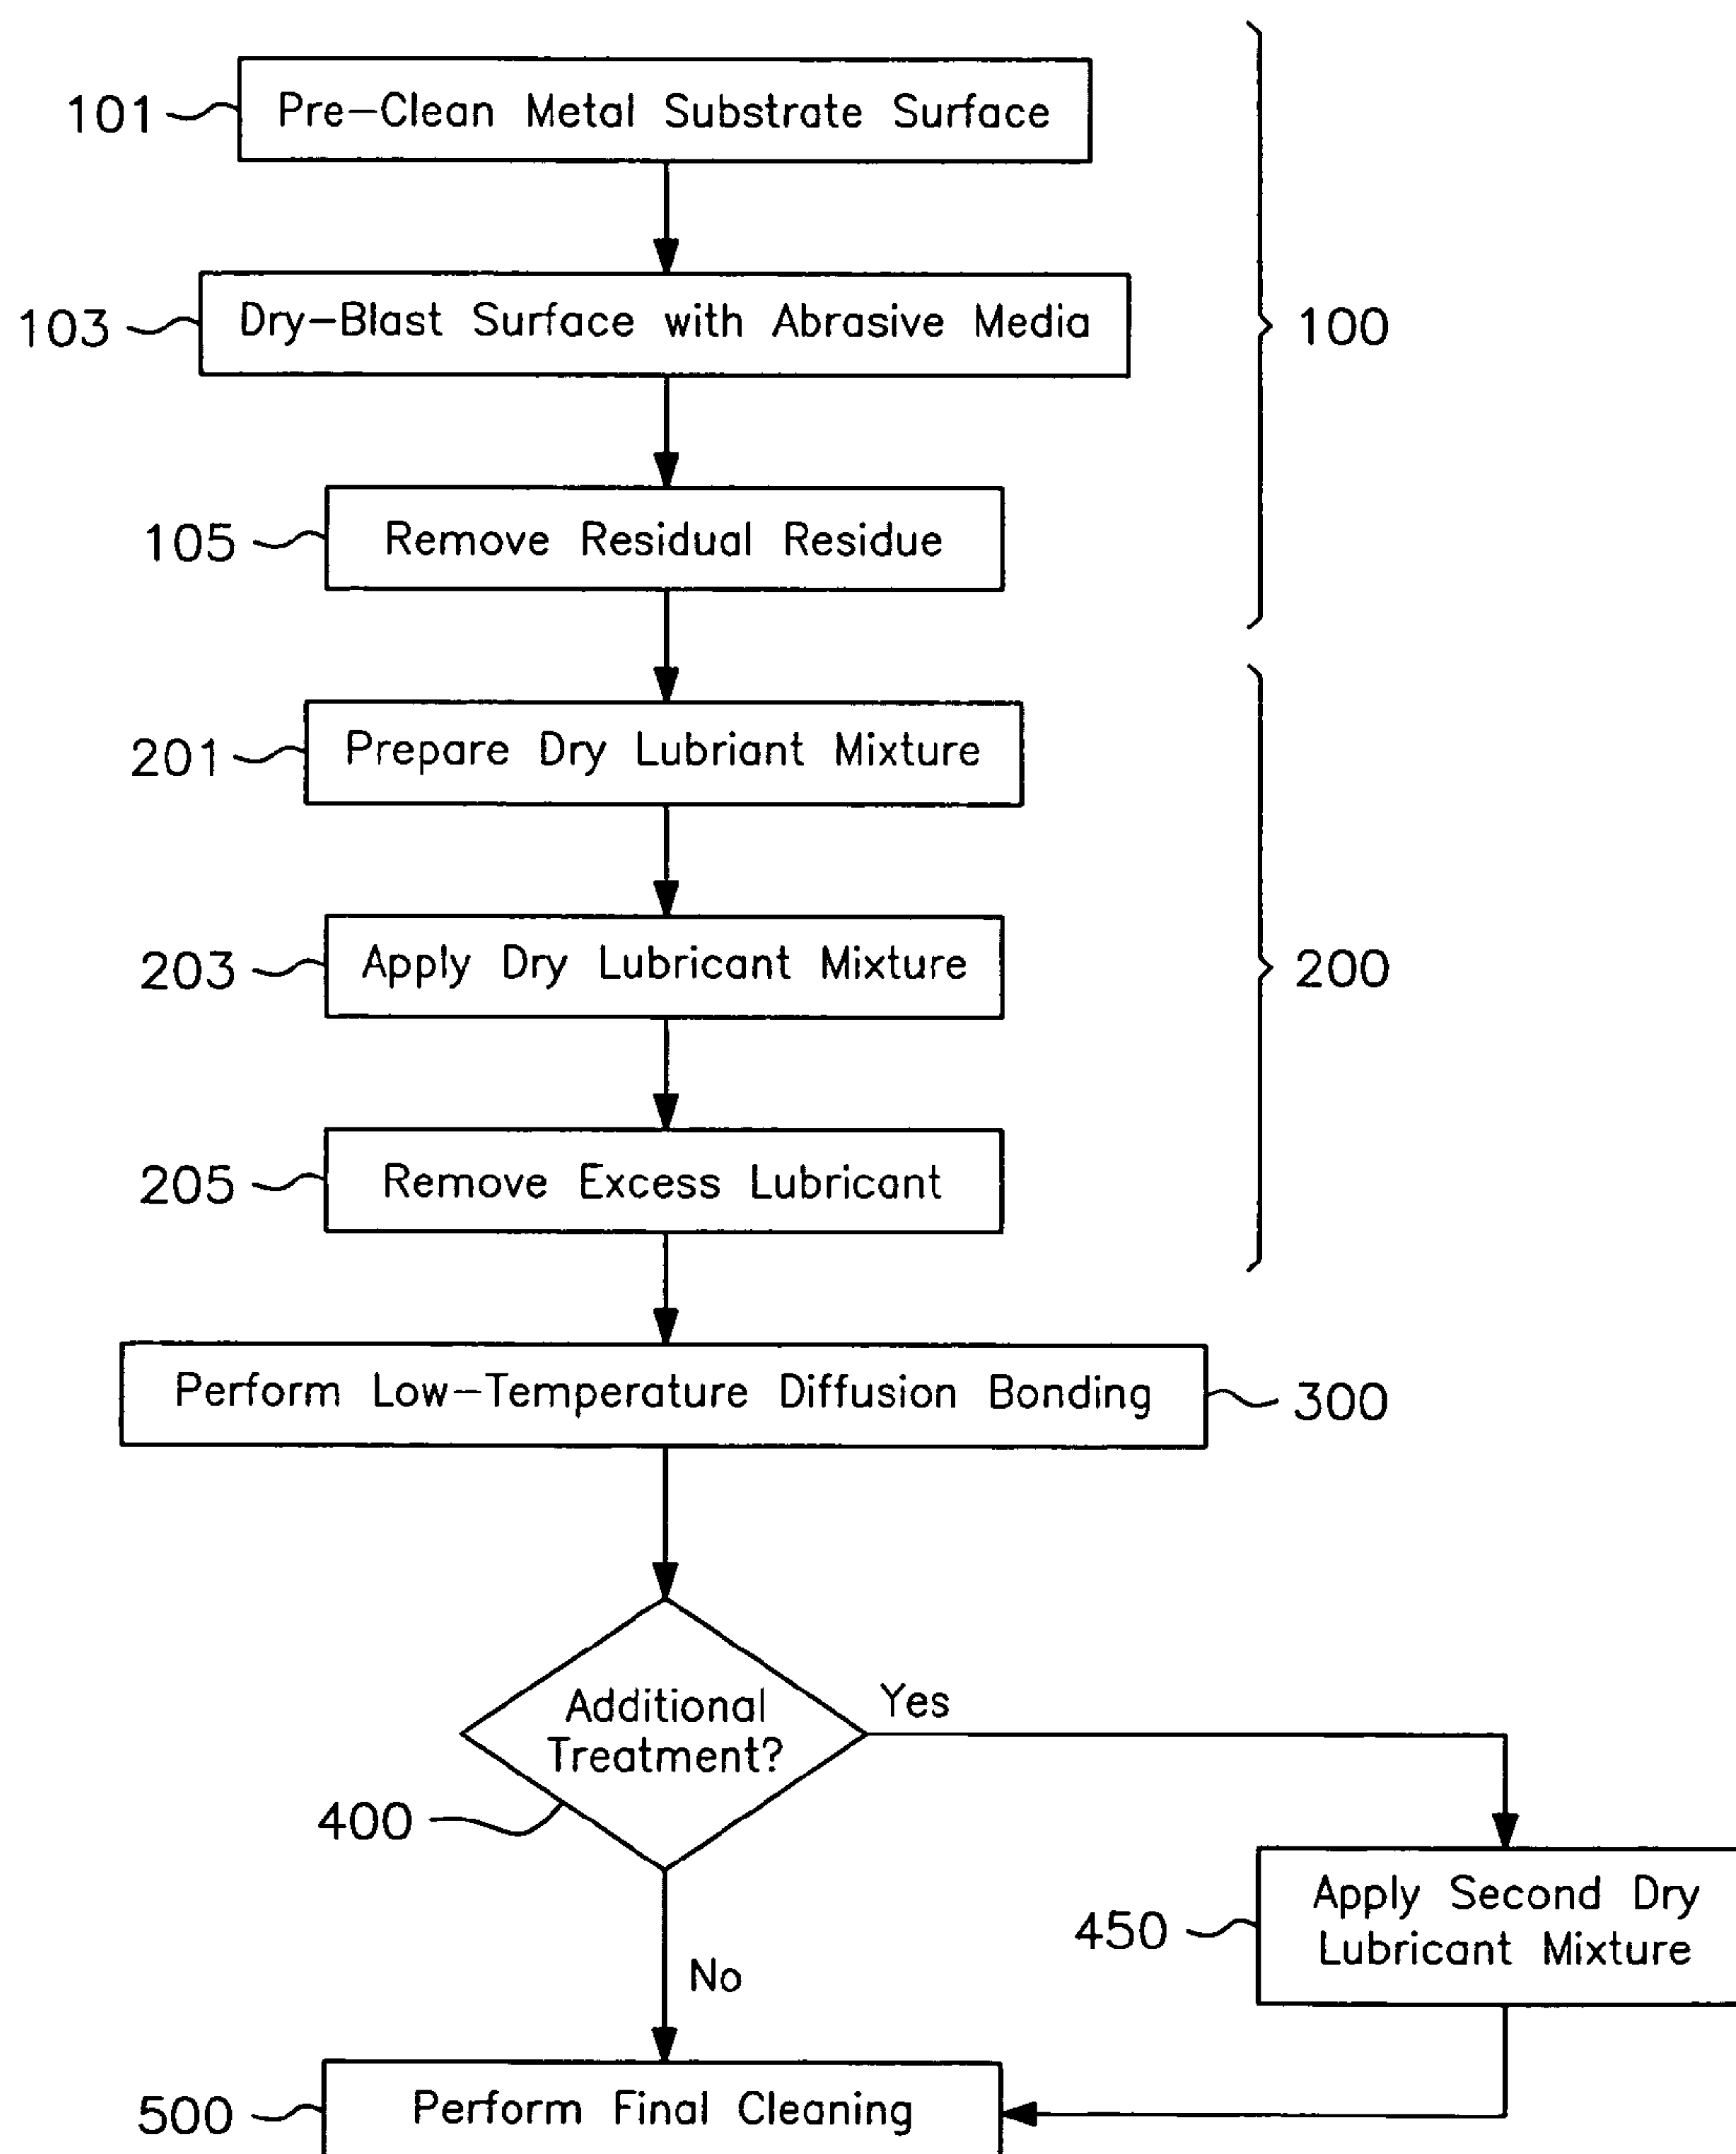 101
Pre-Clean Metal Substrate Surface
103
Dry-Blast Surface with Abrasive Media
100
105
Remove Residual Residue
201
Prepare Dry Lubriant Mixture
203
Apply Dry Lubricant Mixture
200
205
Remove Excess Lubricant
Perform Low-Temperature Diffusion Bonding
300
Additional
Treatment?
Yes
400
Apply Second Dry
Lubricant Mixture
450
No
500
Perform Final Cleaning